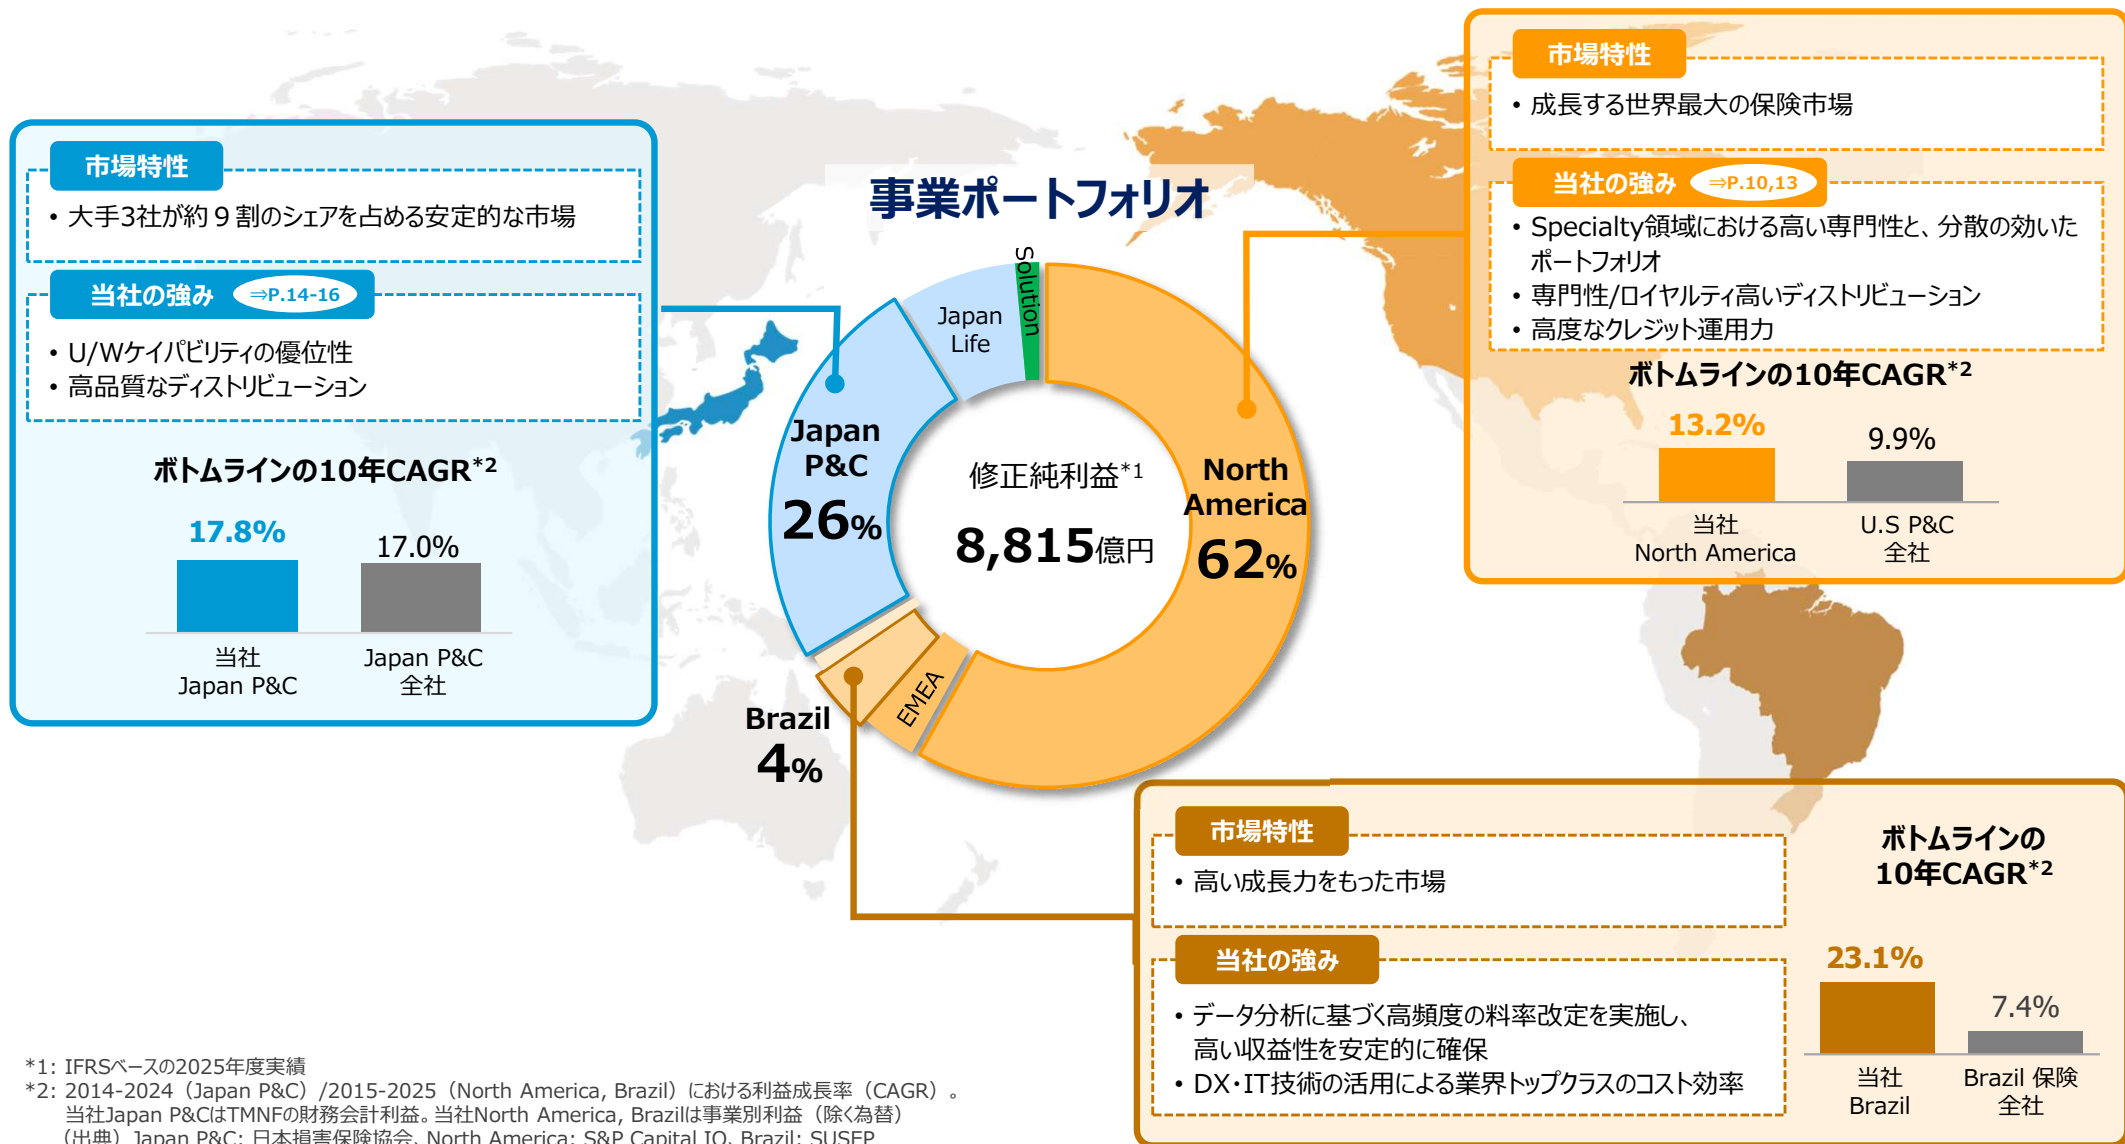 事業ポートフォリオ
市場特性
• 大手3社が約９割のシェアを占める安定的な市場
当社の強み ⇒P.14-16
• U/Wケイパビリティの優位性
• 高品質なディストリビューション
ボトムラインの10年CAGR*2
17.8%
17.0%
当社
Japan P&C
Japan P&C
全社
Solution
Japan
Life
Japan
P&C
26%
修正純利益*1
8,815億円
North
America
62%
EMEA
Brazil
4%
市場特性
• 成長する世界最大の保険市場
当社の強み ⇒P.10,13
• Specialty領域における高い専門性と、分散の効いた
ポートフォリオ
• 専門性/ロイヤルティ高いディストリビューション
• 高度なクレジット運用力
ボトムラインの10年CAGR*2
13.2%
9.9%
当社
North America
U.S P&C
全社
市場特性
• 高い成長力をもった市場
当社の強み
• データ分析に基づく高頻度の料率改定を実施し、
高い収益性を安定的に確保
• DX・IT技術の活用による業界トップクラスのコスト効率
ボトムラインの
10年CAGR*2
23.1%
7.4%
当社
Brazil
Brazil 保険
全社
*1: IFRSベースの2025年度実績
*2: 2014-2024（Japan P&C）/2015-2025（North America, Brazil）における利益成長率（CAGR）。
当社Japan P&CはTMNFの財務会計利益。当社North America, Brazilは事業別利益（除く為替）
（出典）Japan P&C: 日本損害保険協会、North America: S&P Capital IQ、Brazil: SUSEP